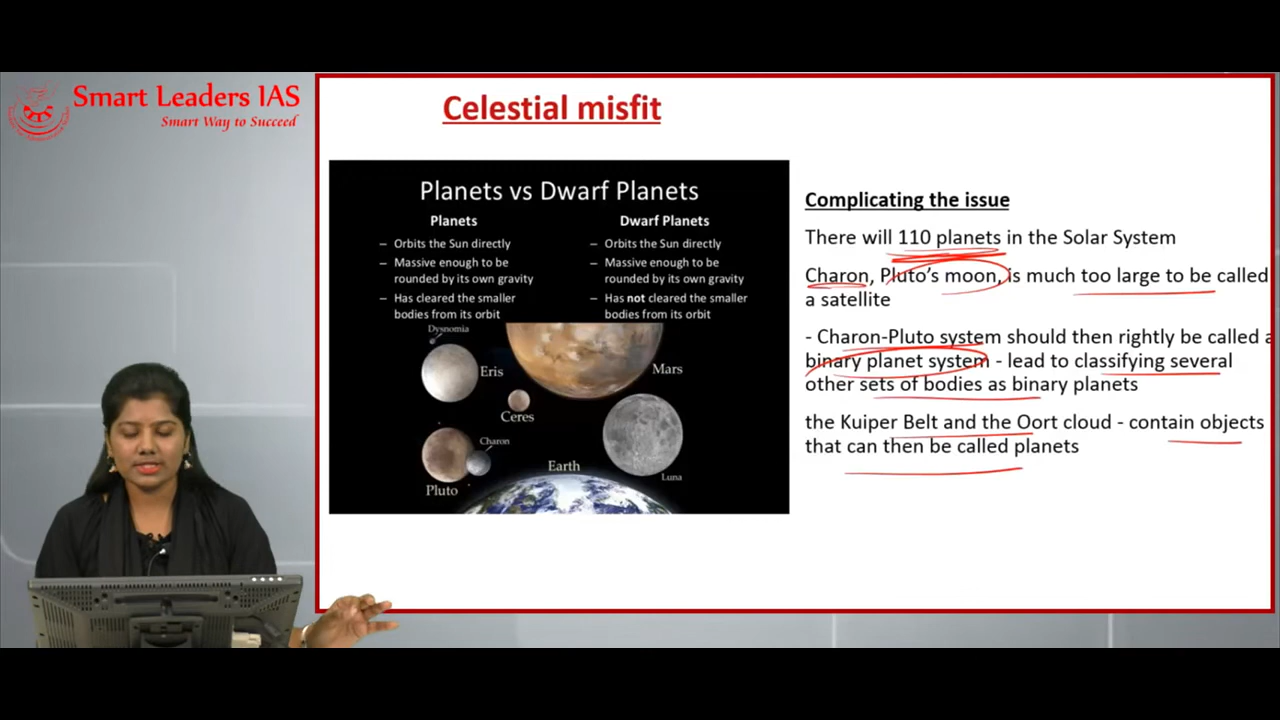 Smart Leaders IAS
Smart Way to Succeed
Celestial misfit
Planets vs Dwarf Planets
Planets
– Orbits the Sun directly
– Massive enough to be
rounded by its own gravity
– Has cleared the smaller
bodies from its orbit
Dwarf Planets
– Orbits the Sun directly
– Massive enough to be
rounded by its own gravity
– Has not cleared the smaller
bodies from its orbit
Dysnomia
Eris
Mars
Ceres
Charon
Pluto
Earth
Luna
Complicating the issue
There will 110 planets in the Solar System
Charon, Pluto's moon, is much too large to be called
a satellite
- Charon-Pluto system should then rightly be called a
binary planet system - lead to classifying several
other sets of bodies as binary planets
the Kuiper Belt and the Oort cloud - contain objects
that can then be called planets